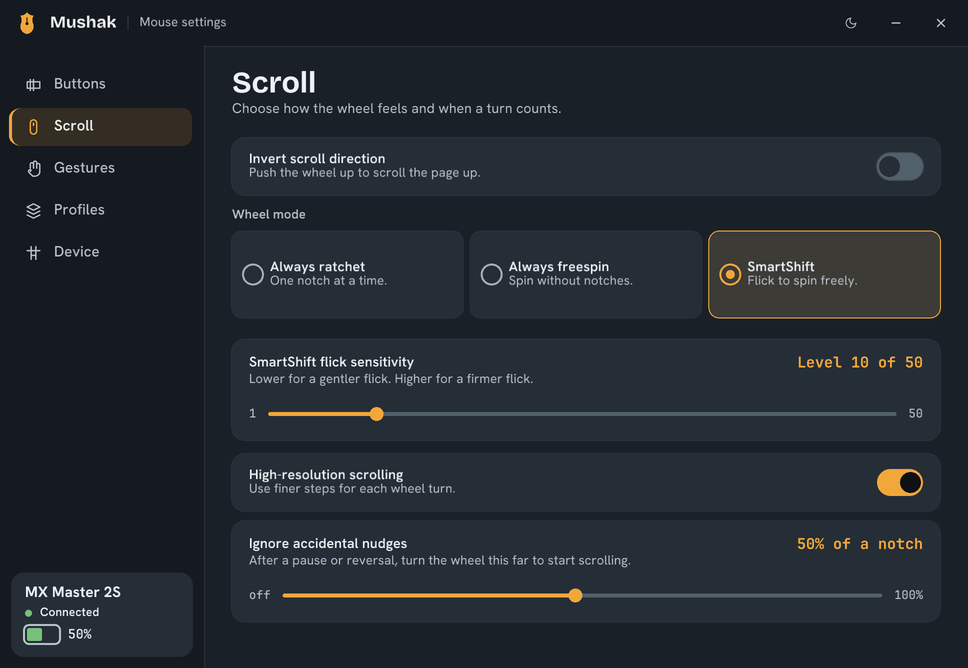 Mushak
Mouse settings
Buttons
Scroll
Gestures
Profiles
Device
MX Master 2S
Connected
50%
Scroll
Choose how the wheel feels and when a turn counts.
Invert scroll direction
Push the wheel up to scroll the page up.
Wheel mode
Always ratchet
One notch at a time.
Always freespin
Spin without notches.
SmartShift
Flick to spin freely.
SmartShift flick sensitivity
Level 10 of 50
Lower for a gentler flick. Higher for a firmer flick.
1
50
High-resolution scrolling
Use finer steps for each wheel turn.
Ignore accidental nudges
50% of a notch
After a pause or reversal, turn the wheel this far to start scrolling.
off
100%